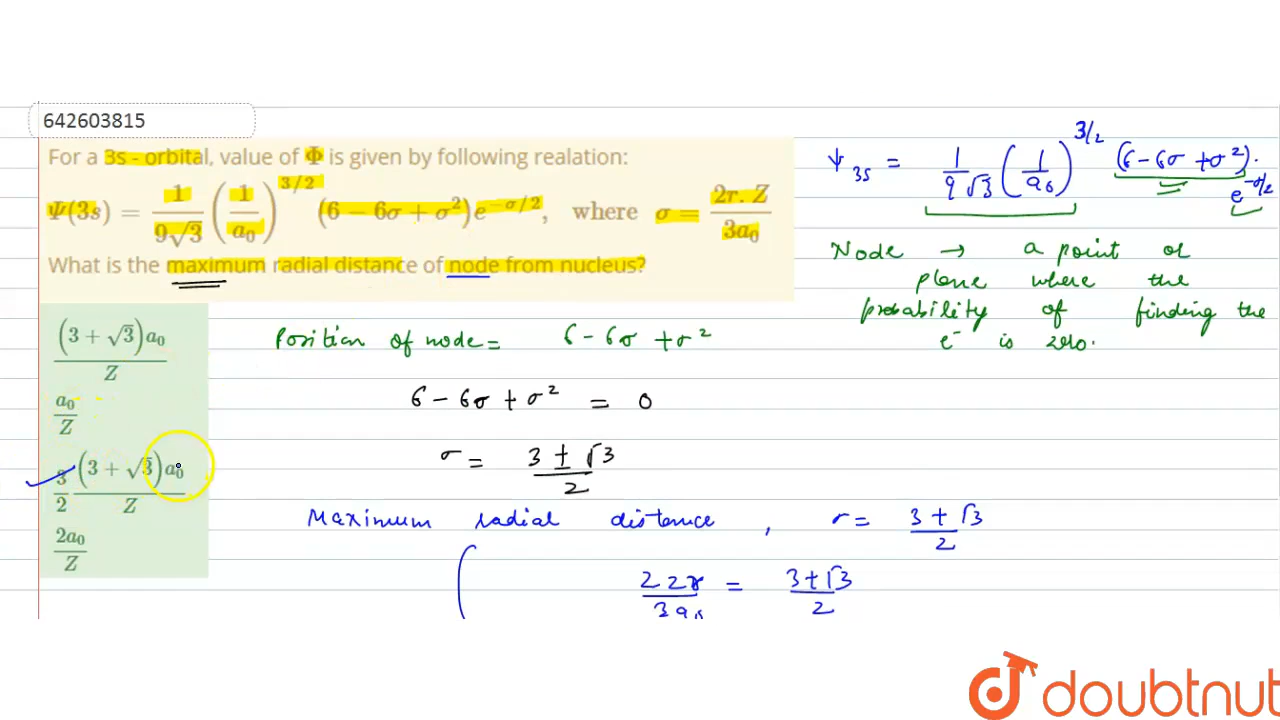 642603815
For a 3s - orbital, value of Φ is given by following realation:
Ψ(3s) = 1/(9√3) (1/a₀)^(3/2) (6 − 6σ + σ²)e^(−σ/2), where σ = 2r.Z/3a₀
What is the maximum radial distance of node from nucleus?
(3 + √3)a₀/Z
a₀/Z
3/2 (3 + √3)a₀/Z
2a₀/Z
Ψ3s = 1/(9√3) (1/a₀)^(3/2) (6 − 6σ + σ²). e^(−σ/2)
Node → a point or
plane where the
probability of finding the
e⁻ is zero.
Position of node = 6 − 6σ + σ²
6 − 6σ + σ² = 0
σ = (3 ± √3)/2
Maximum radial distance, r = (3 + √3)/2
2Zr/3a₀ = (3 + √3)/2
doubtnut